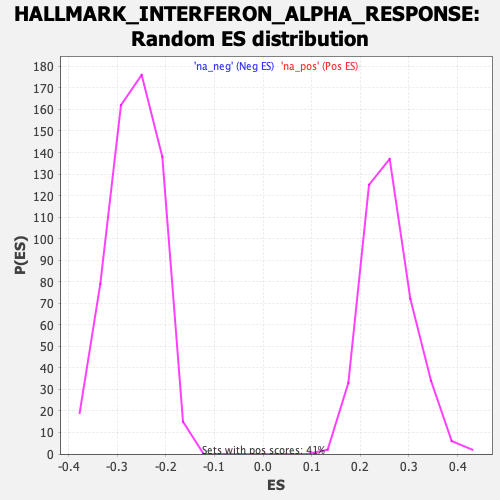 HALLMARK_INTERFERON_ALPHA_RESPONSE:
Random ES distribution
'na_neg' (Neg ES) 'na_pos' (Pos ES)
180
170
160
150
140
130
120
110
100
90
80
70
60
50
40
30
20
10
0
P(ES)
Sets with pos scores: 41%
-0.4 -0.3 -0.2 -0.1 0.0 0.1 0.2 0.3 0.4
ES